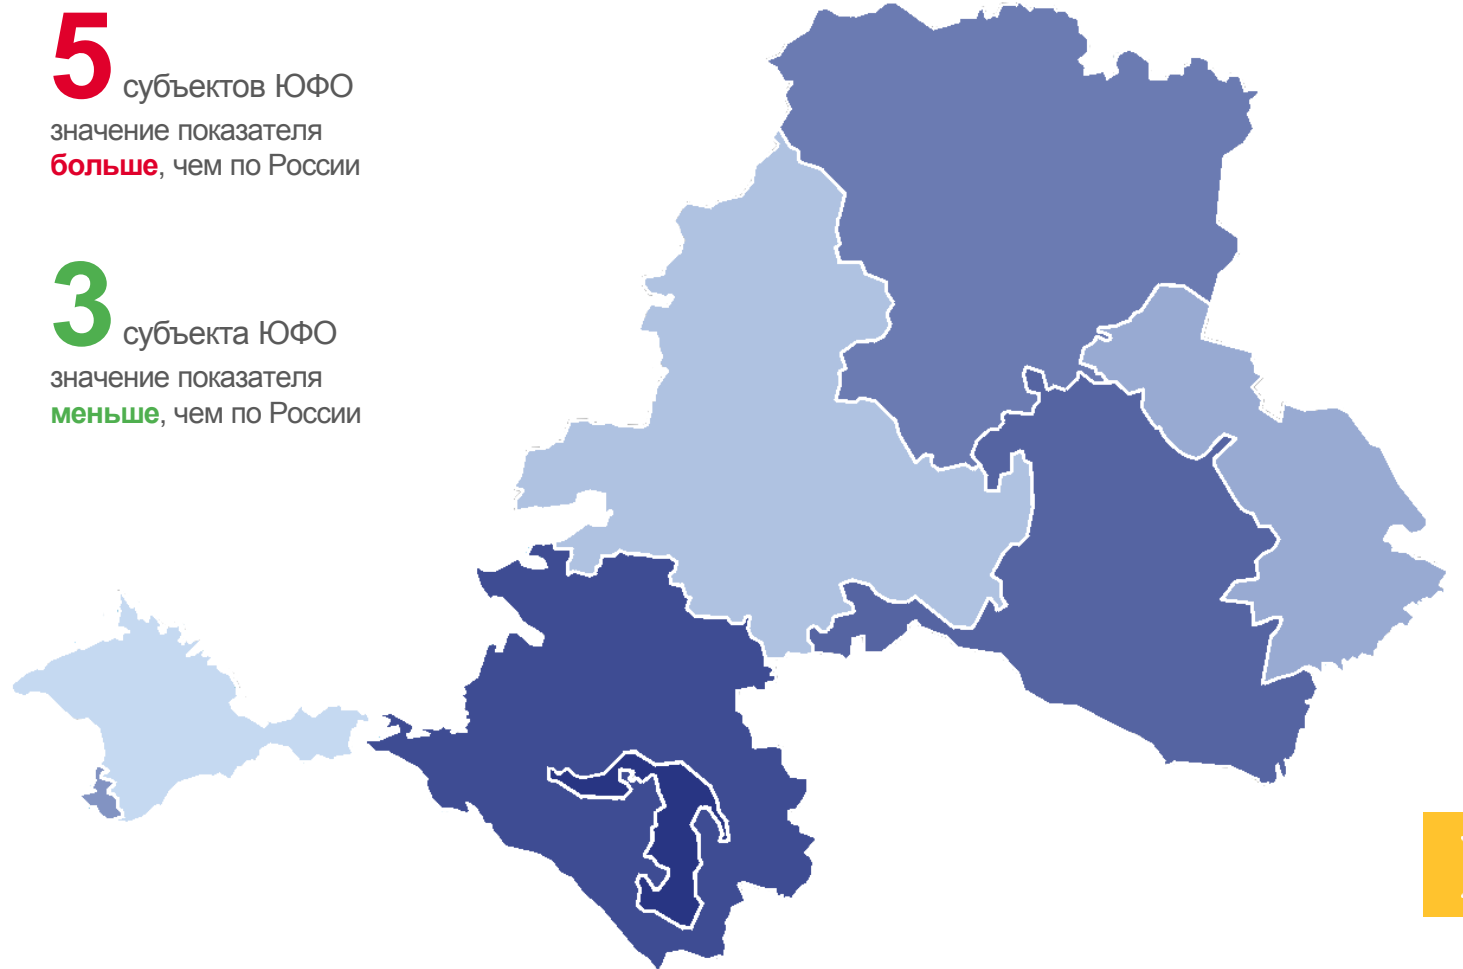 5 субъектов ЮФО
значение показателя
больше, чем по России
3 субъекта ЮФО
значение показателя
меньше, чем по России